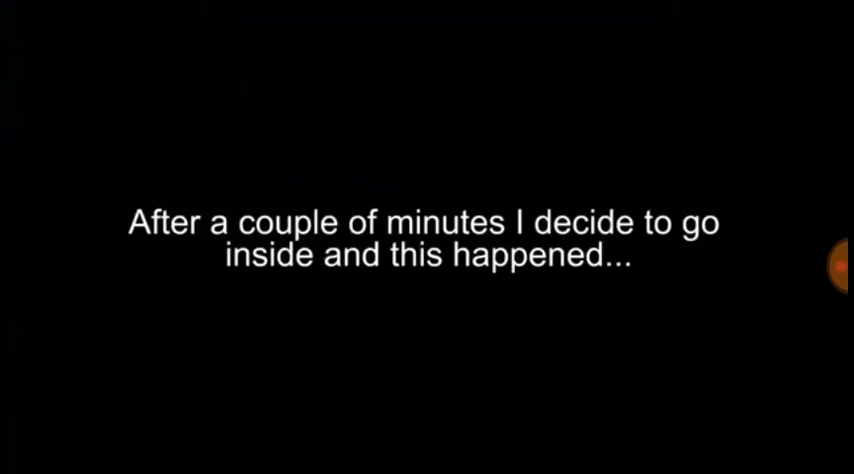 After a couple of minutes I decide to go
inside and this happened...